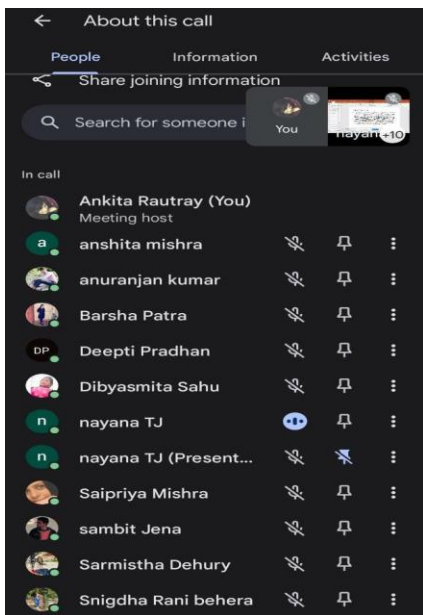 About this call
People Information Activities
Share joining information
Search for someone i
You nayan +10
In call
Ankita Rautray (You)
Meeting host
a anshita mishra
anuranjan kumar
Barsha Patra
DP Deepti Pradhan
Dibyasmita Sahu
n nayana TJ
n nayana TJ (Present...
Saipriya Mishra
sambit Jena
Sarmistha Dehury
Snigdha Rani behera